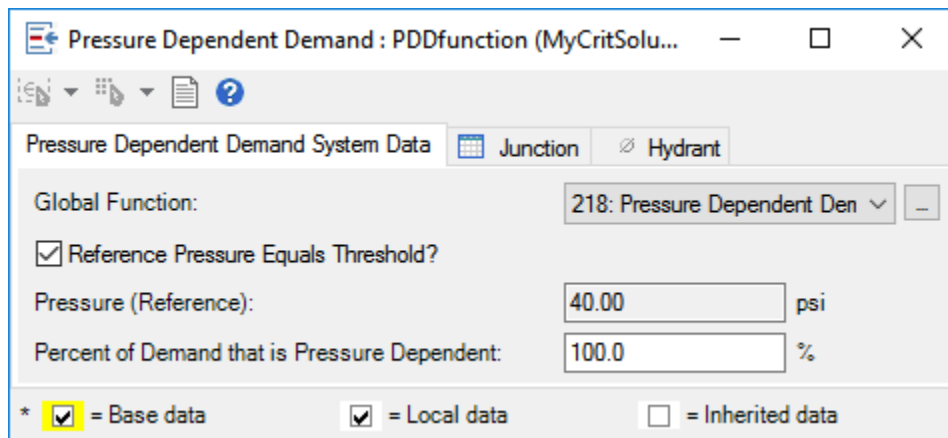 Pressure Dependent Demand : PDDfunction (MyCritSolu...
Pressure Dependent Demand System Data Junction Hydrant
Global Function: 218: Pressure Dependent Den ...
Reference Pressure Equals Threshold?
Pressure (Reference): 40.00 psi
Percent of Demand that is Pressure Dependent: 100.0 %
* = Base data = Local data = Inherited data